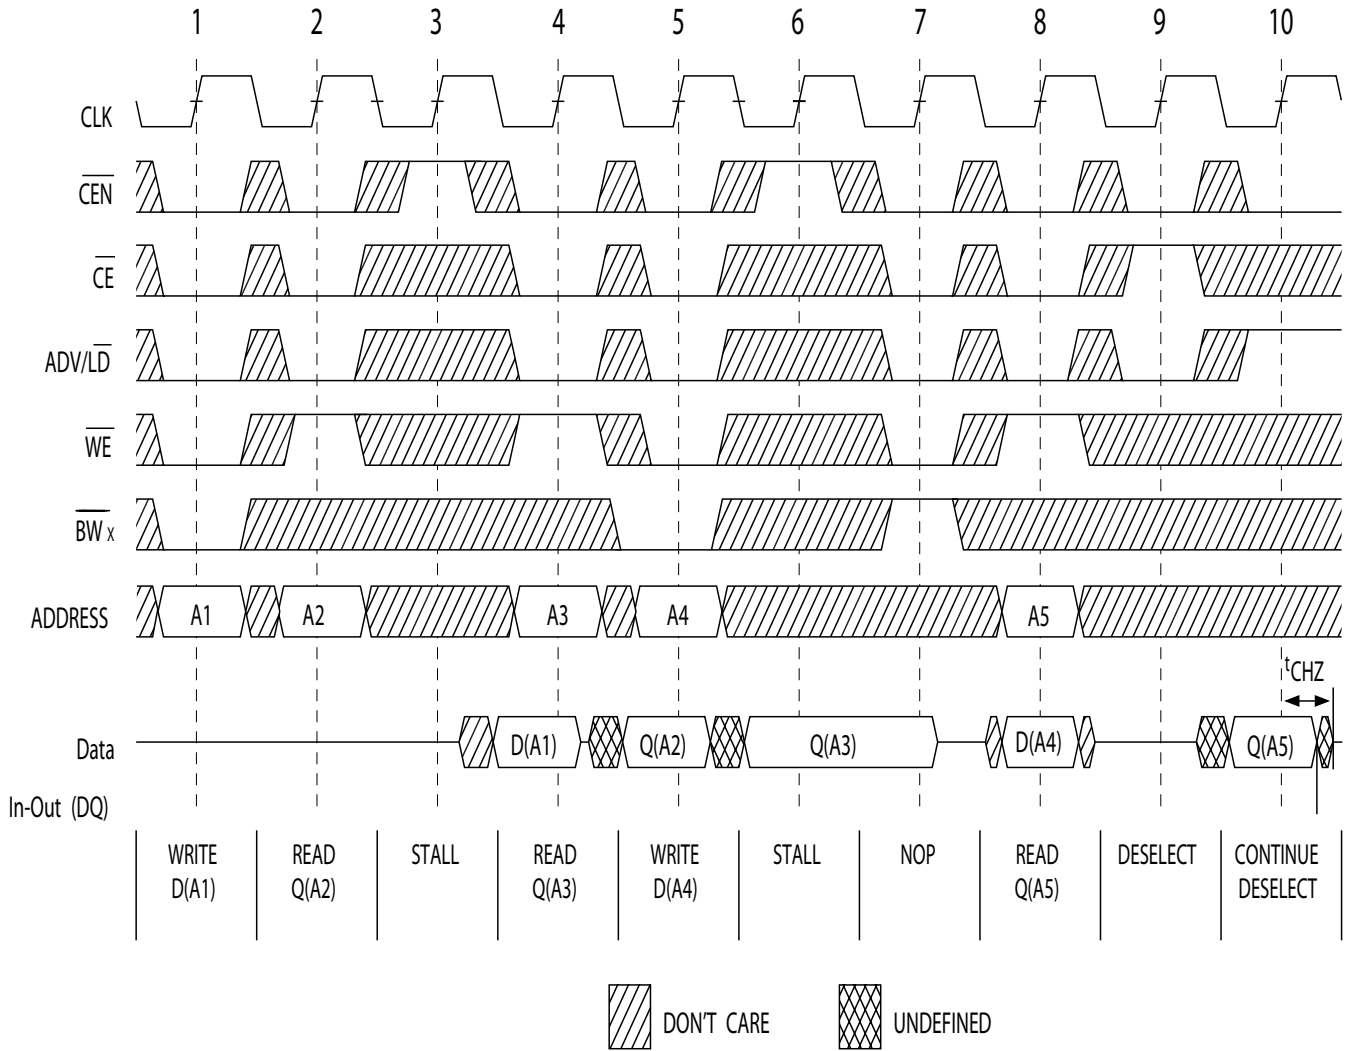 1 2 3 4 5 6 7 8 9 10
CLK
CEN
CE
ADV/LD
WE
BW x
ADDRESS A1 A2 A3 A4 A5
tCHZ
Data D(A1) Q(A2) Q(A3) D(A4) Q(A5)
In-Out (DQ)
WRITE READ STALL READ WRITE STALL NOP READ DESELECT CONTINUE
D(A1) Q(A2) Q(A3) D(A4) Q(A5) DESELECT
DON'T CARE UNDEFINED